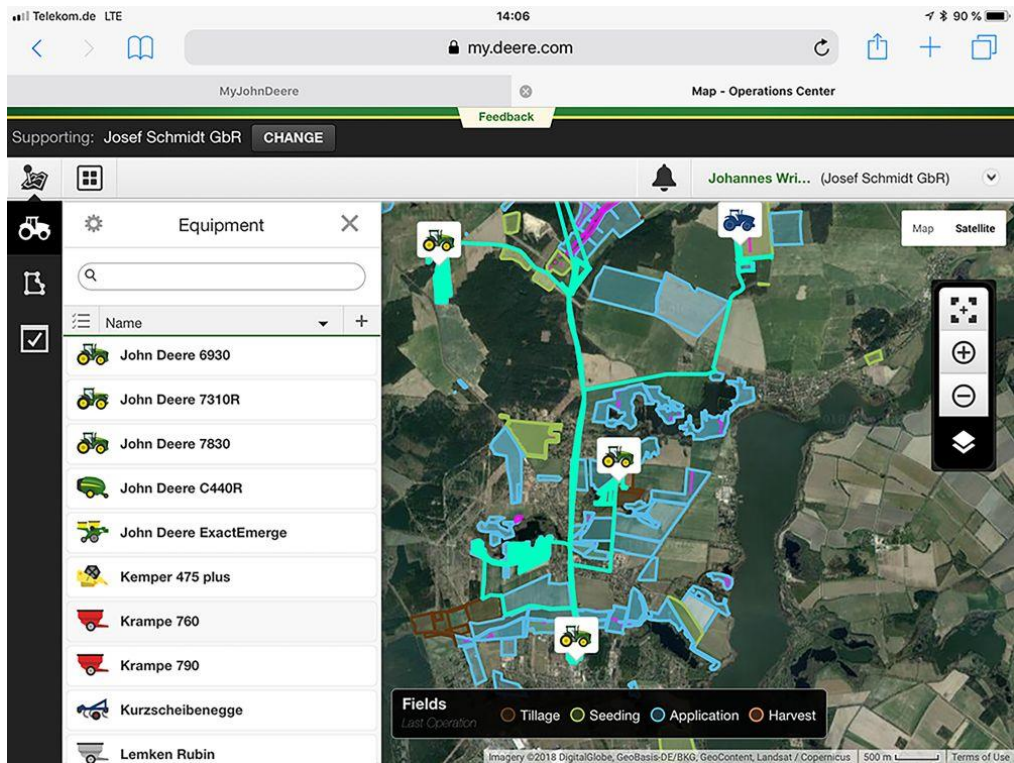 Telekom.de LTE 14:06 90 %
my.deere.com
MyJohnDeere Map - Operations Center
Feedback
Supporting: Josef Schmidt GbR CHANGE
Johannes Wri... (Josef Schmidt GbR)
Equipment
Map Satellite
Name
John Deere 6930
John Deere 7310R
John Deere 7830
John Deere C440R
John Deere ExactEmerge
Kemper 475 plus
Krampe 760
Krampe 790
Kurzscheibenegge
Lemken Rubin
Fields
Last Operation
Tillage Seeding Application Harvest
Imagery ©2018 DigitalGlobe, GeoBasis-DE/BKG, GeoContent, Landsat / Copernicus 500 m Terms of Use